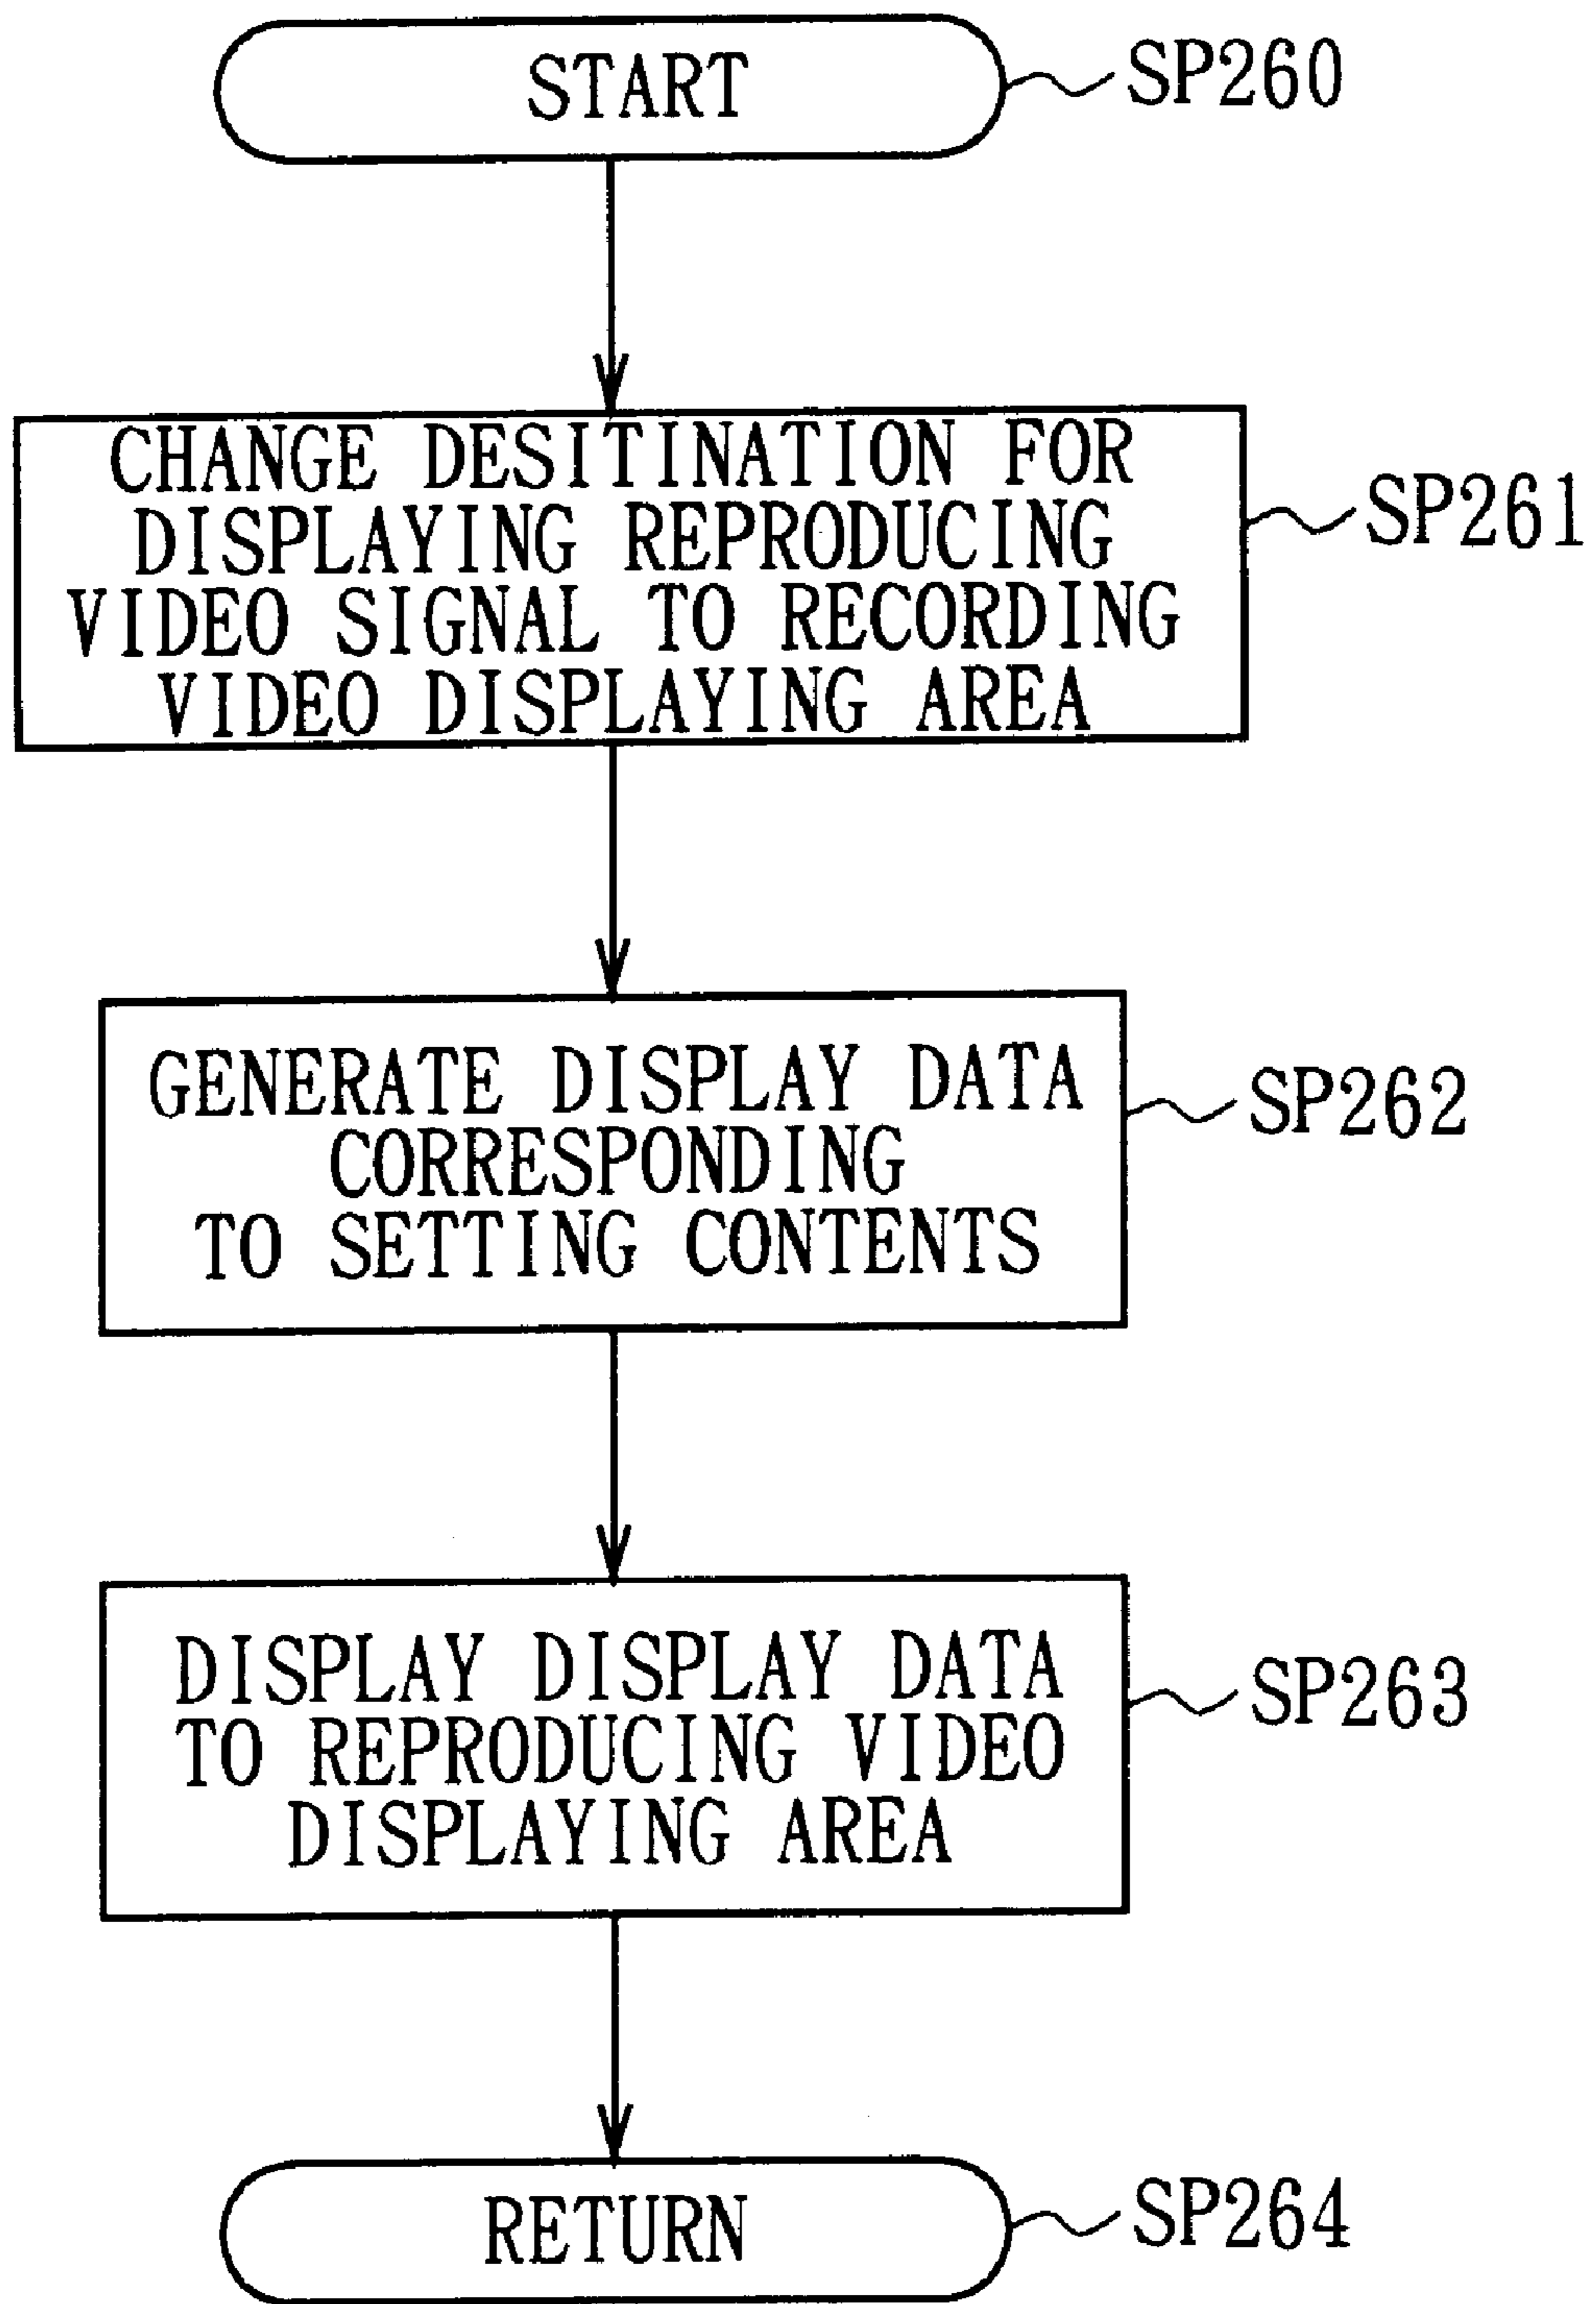 START
SP260
CHANGE DESITINATION FOR
DISPLAYING REPRODUCING
VIDEO SIGNAL TO RECORDING
VIDEO DISPLAYING AREA
SP261
GENERATE DISPLAY DATA
CORRESPONDING
TO SETTING CONTENTS
SP262
DISPLAY DISPLAY DATA
TO REPRODUCING VIDEO
DISPLAYING AREA
SP263
RETURN
SP264